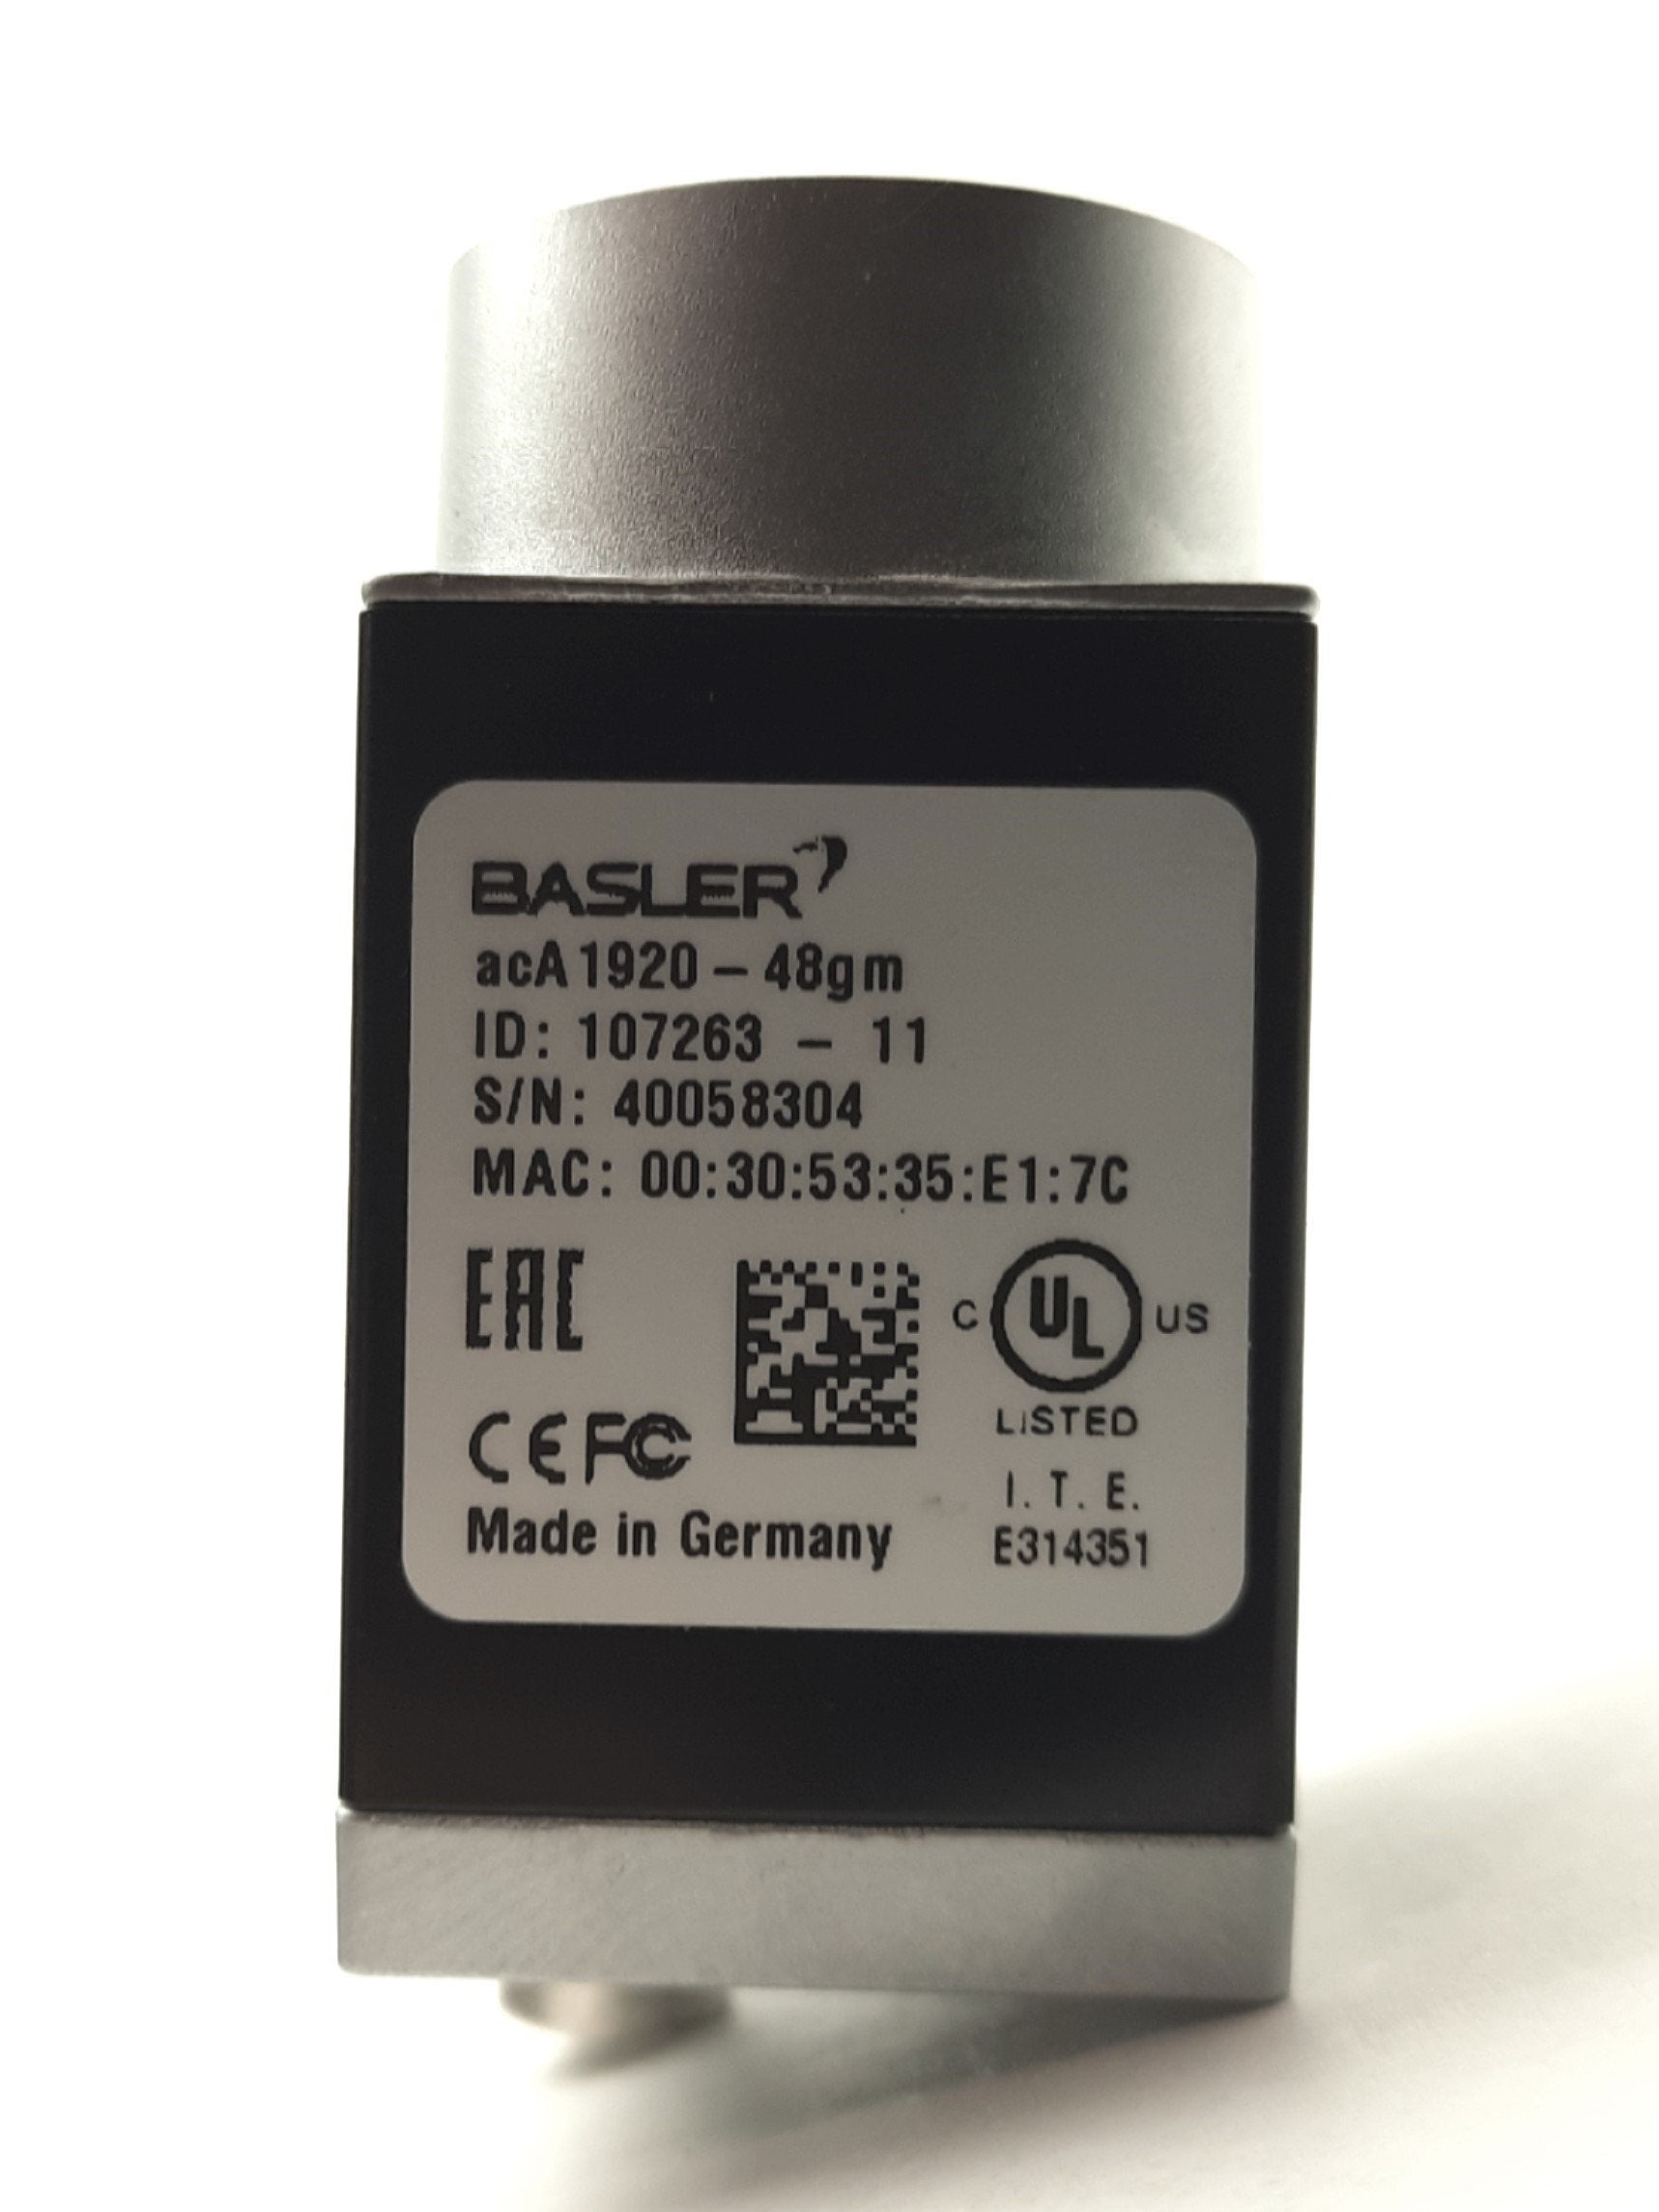 BASLER
acA1920-48gm
ID: 107263 - 11
S/N: 40058304
MAC: 00:30:53:35:E1:7C
EAC
C UL US
LISTED
CE FC
I. T. E.
Made in Germany
E314351